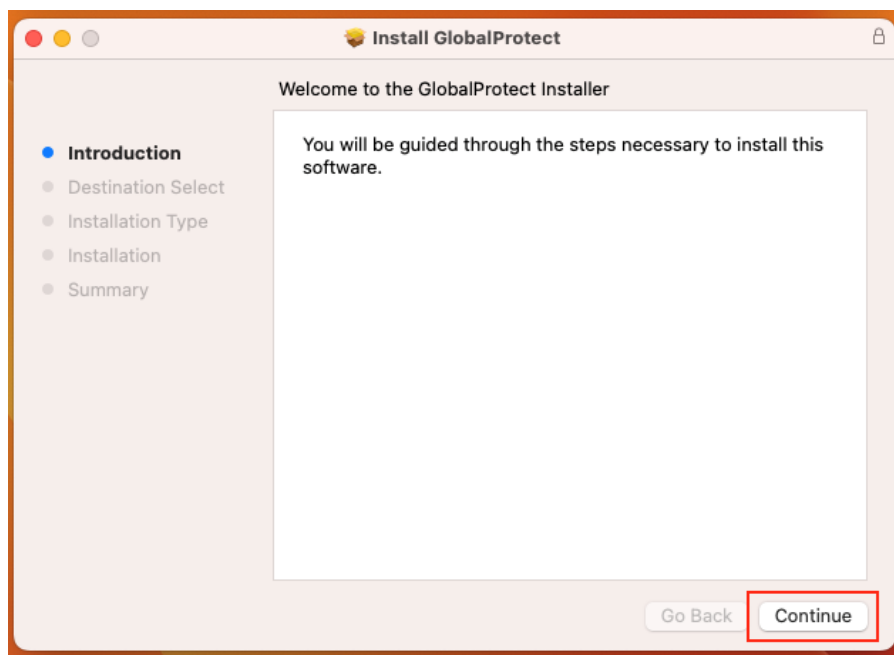 Install GlobalProtect
Welcome to the GlobalProtect Installer
Introduction
Destination Select
Installation Type
Installation
Summary
You will be guided through the steps necessary to install this
software.
Go Back
Continue